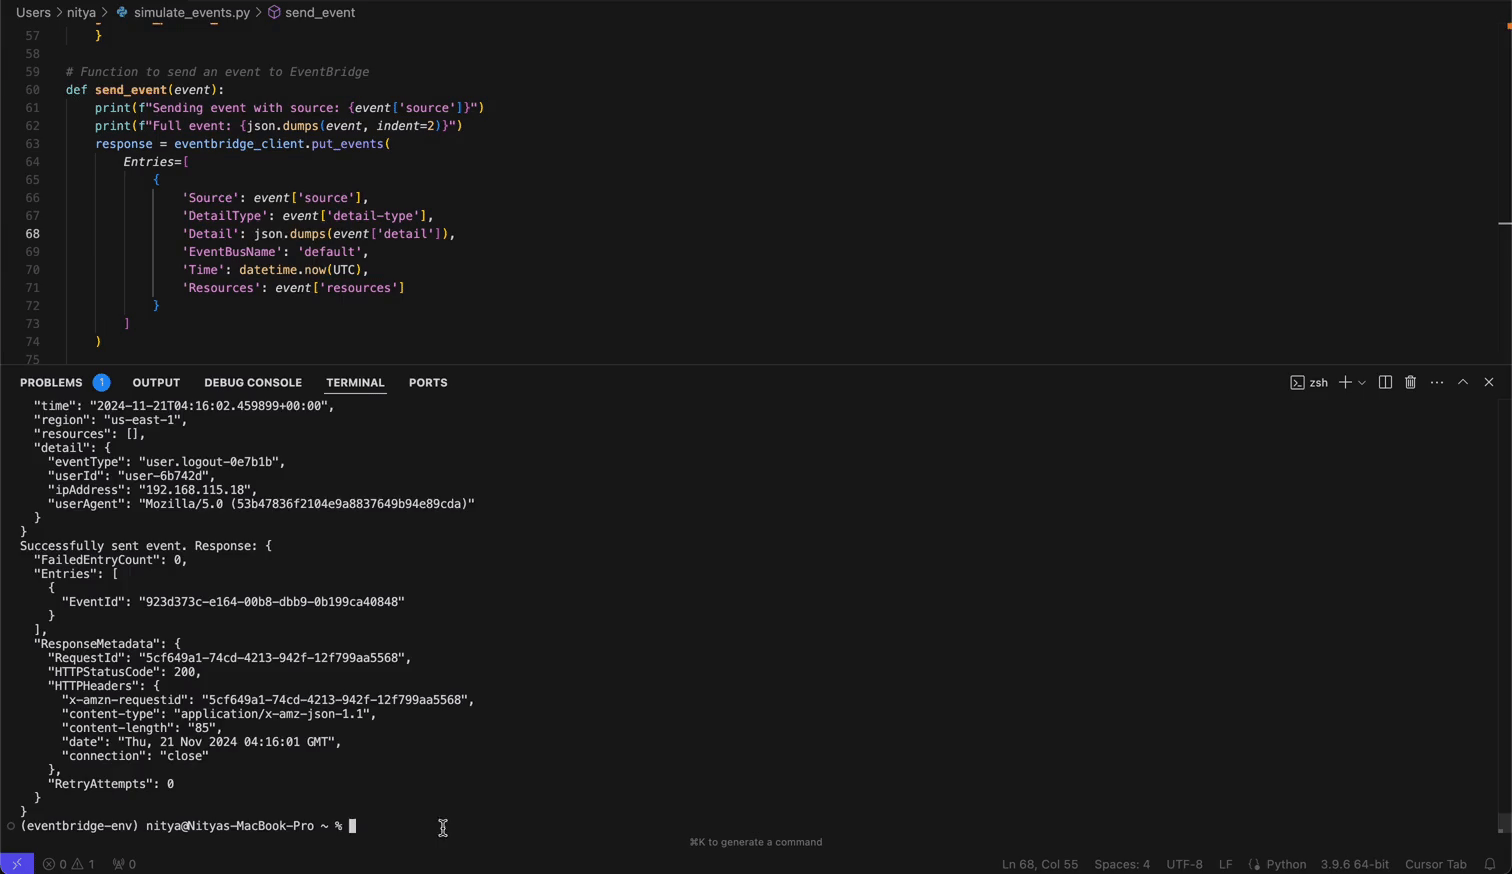 Users > nitya > simulate_events.py > send_event
57 }
58
59 # Function to send an event to EventBridge
60 def send_event(event):
61 print(f"Sending event with source: {event['source']}")
62 print(f"Full event: {json.dumps(event, indent=2)}")
63 response = eventbridge_client.put_events(
64 Entries=[
65 {
66 'Source': event['source'],
67 'DetailType': event['detail-type'],
68 'Detail': json.dumps(event['detail']),
69 'EventBusName': 'default',
70 'Time': datetime.now(UTC),
71 'Resources': event['resources']
72 }
73 ]
74 )
75
PROBLEMS 1 OUTPUT DEBUG CONSOLE TERMINAL PORTS zsh
"time": "2024-11-21T04:16:02.459899+00:00",
"region": "us-east-1",
"resources": [],
"detail": {
"eventType": "user.logout-0e7b1b",
"userId": "user-6b742d",
"ipAddress": "192.168.115.18",
"userAgent": "Mozilla/5.0 (53b47836f2104e9a8837649b94e89cda)"
}
}
Successfully sent event. Response: {
"FailedEntryCount": 0,
"Entries": [
{
"EventId": "923d373c-e164-00b8-dbb9-0b199ca40848"
}
],
"ResponseMetadata": {
"RequestId": "5cf649a1-74cd-4213-942f-12f799aa5568",
"HTTPStatusCode": 200,
"HTTPHeaders": {
"x-amzn-requestid": "5cf649a1-74cd-4213-942f-12f799aa5568",
"content-type": "application/x-amz-json-1.1",
"content-length": "85",
"date": "Thu, 21 Nov 2024 04:16:01 GMT",
"connection": "close"
},
"RetryAttempts": 0
}
}
(eventbridge-env) nitya@Nityas-MacBook-Pro ~ %
⌘K to generate a command
0 1 0 Ln 68, Col 55 Spaces: 4 UTF-8 LF Python 3.9.6 64-bit Cursor Tab